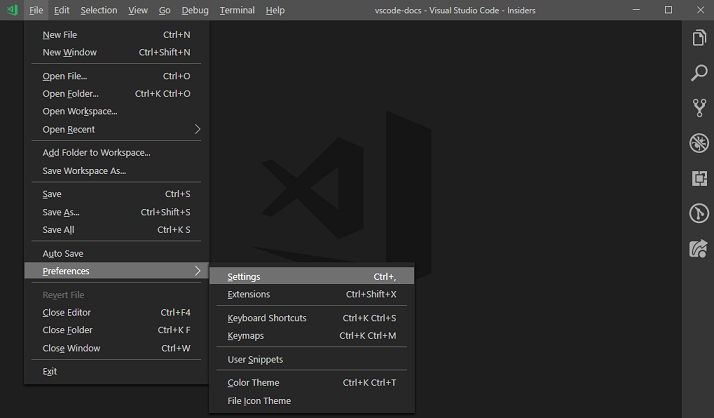 File Edit Selection View Go Debug Terminal Help vscode-docs - Visual Studio Code - Insiders
New File Ctrl+N
New Window Ctrl+Shift+N
Open File... Ctrl+O
Open Folder... Ctrl+K Ctrl+O
Open Workspace...
Open Recent
Add Folder to Workspace...
Save Workspace As...
Save Ctrl+S
Save As... Ctrl+Shift+S
Save All Ctrl+K S
Auto Save
Preferences
Revert File
Close Editor Ctrl+F4
Close Folder Ctrl+K F
Close Window Ctrl+W
Exit
Settings Ctrl+,
Extensions Ctrl+Shift+X
Keyboard Shortcuts Ctrl+K Ctrl+S
Keymaps Ctrl+K Ctrl+M
User Snippets
Color Theme Ctrl+K Ctrl+T
File Icon Theme